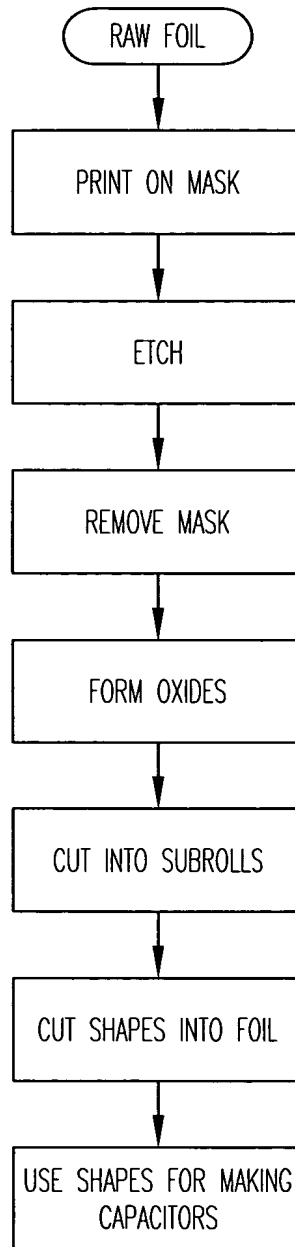 RAW FOIL
PRINT ON MASK
ETCH
REMOVE MASK
FORM OXIDES
CUT INTO SUBROLLS
CUT SHAPES INTO FOIL
USE SHAPES FOR MAKING
CAPACITORS